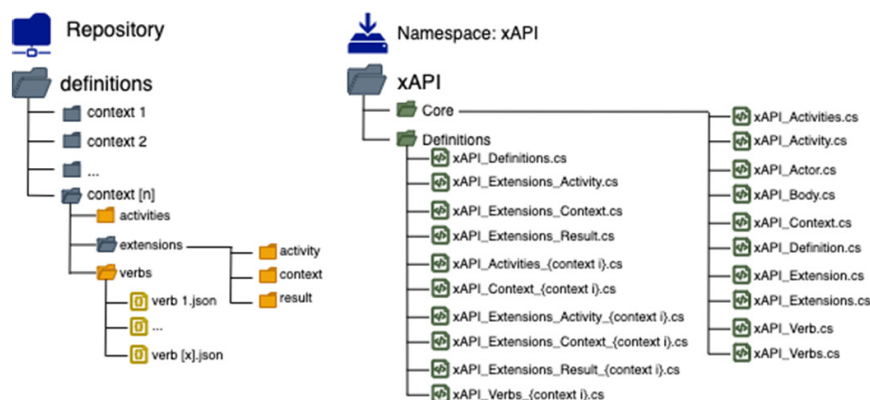 Repository
definitions
context 1
context 2
...
context [n]
activities
extensions
verbs
verb 1.json
...
verb [x].json
activity
context
result
Namespace: xAPI
xAPI
Core
Definitions
xAPI_Definitions.cs
xAPI_Extensions_Activity.cs
xAPI_Extensions_Context.cs
xAPI_Extensions_Result.cs
xAPI_Activities_{context i}.cs
xAPI_Context_{context i}.cs
xAPI_Extensions_Activity_{context i}.cs
xAPI_Extensions_Context_{context i}.cs
xAPI_Extensions_Result_{context i}.cs
xAPI_Verbs_{context i}.cs
xAPI_Activities.cs
xAPI_Activity.cs
xAPI_Actor.cs
xAPI_Body.cs
xAPI_Context.cs
xAPI_Definition.cs
xAPI_Extension.cs
xAPI_Extensions.cs
xAPI_Verb.cs
xAPI_Verbs.cs